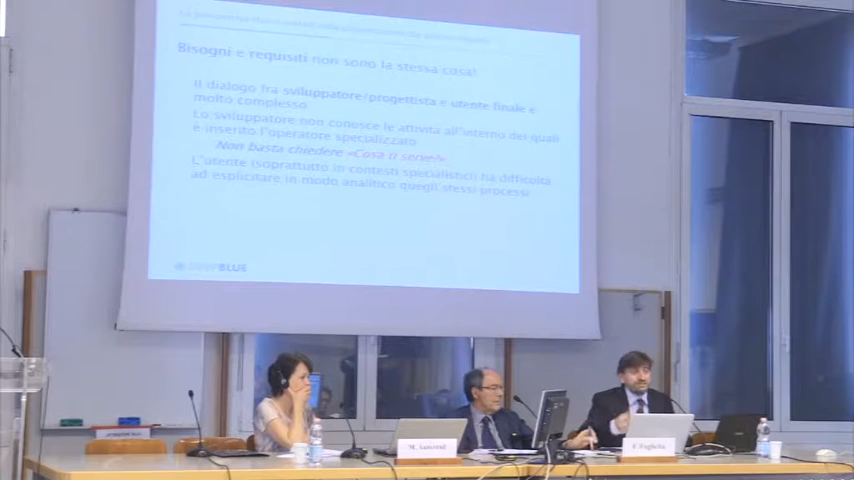 Bisogni e requisiti non sono la stessa cosa!
Il dialogo fra sviluppatore/progettista e utente finale è
molto complesso
Lo sviluppatore non conosce le attività all'interno dei quali
è inserito l'operatore specializzato
Non basta chiedere «Cosa ti serve?»
L'utente (soprattutto in contesti specialistici) ha difficoltà
ad esplicitare in modo analitico quegli stessi processi
DEEPBLUE